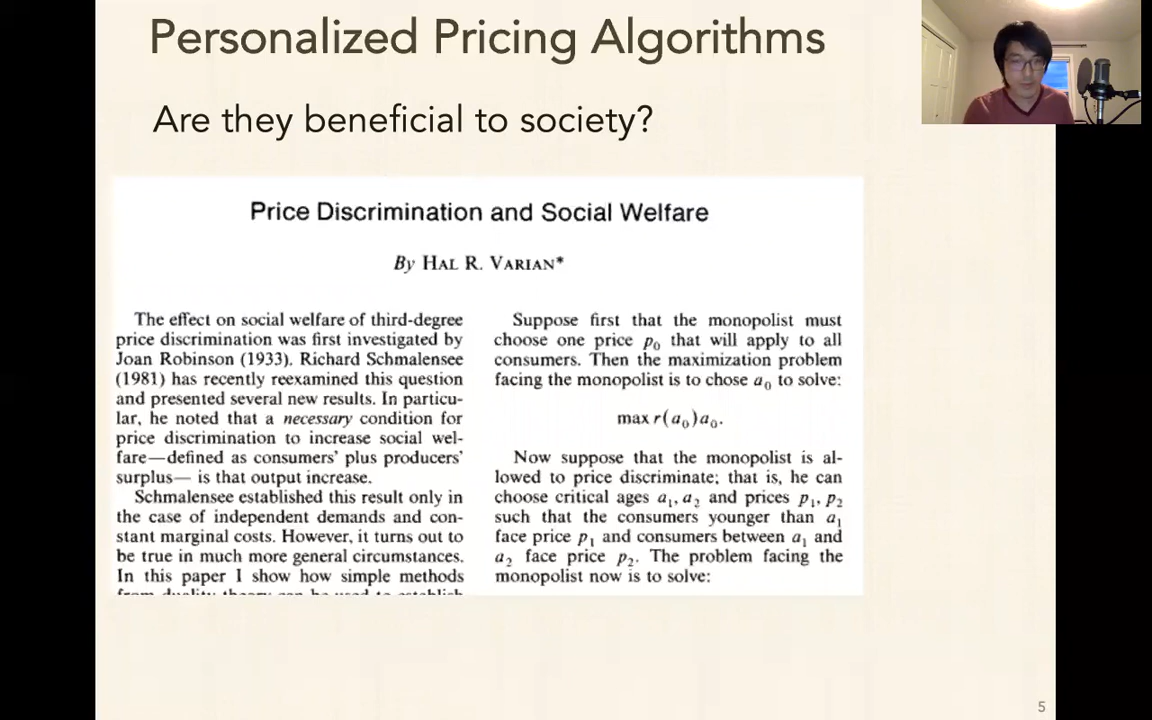 Personalized Pricing Algorithms
Are they beneficial to society?
Price Discrimination and Social Welfare
By HAL R. VARIAN*
The effect on social welfare of third-degree
price discrimination was first investigated by
Joan Robinson (1933). Richard Schmalensee
(1981) has recently reexamined this question
and presented several new results. In particu-
lar, he noted that a necessary condition for
price discrimination to increase social wel-
fare—defined as consumers' plus producers'
surplus— is that output increase.
Schmalensee established this result only in
the case of independent demands and con-
stant marginal costs. However, it turns out to
be true in much more general circumstances.
In this paper I show how simple methods
from duality theory can be used to establish
Suppose first that the monopolist must
choose one price p₀ that will apply to all
consumers. Then the maximization problem
facing the monopolist is to chose a₀ to solve:
max r(a₀)a₀.
Now suppose that the monopolist is al-
lowed to price discriminate; that is, he can
choose critical ages a₁, a₂ and prices p₁, p₂
such that the consumers younger than a₁
face price p₁ and consumers between a₁ and
a₂ face price p₂. The problem facing the
monopolist now is to solve:
5